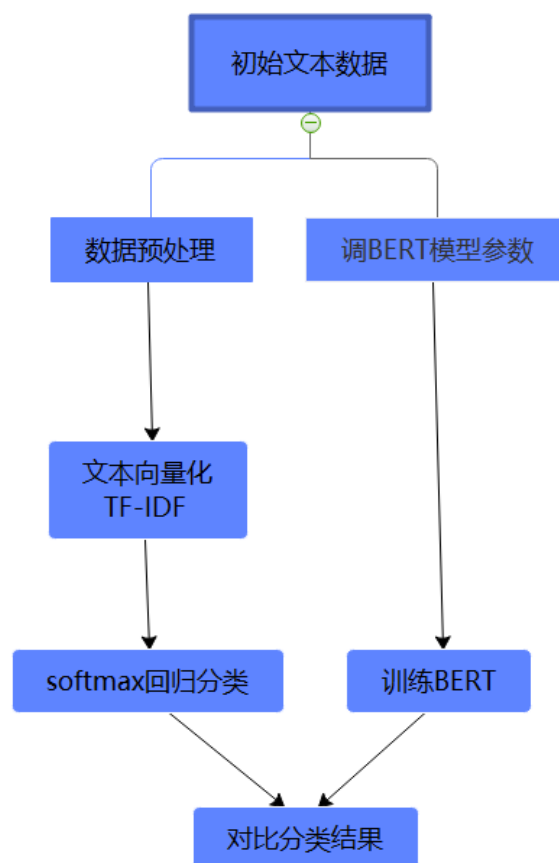 初始文本数据
数据预处理
调BERT模型参数
文本向量化
TF-IDF
softmax回归分类
训练BERT
对比分类结果